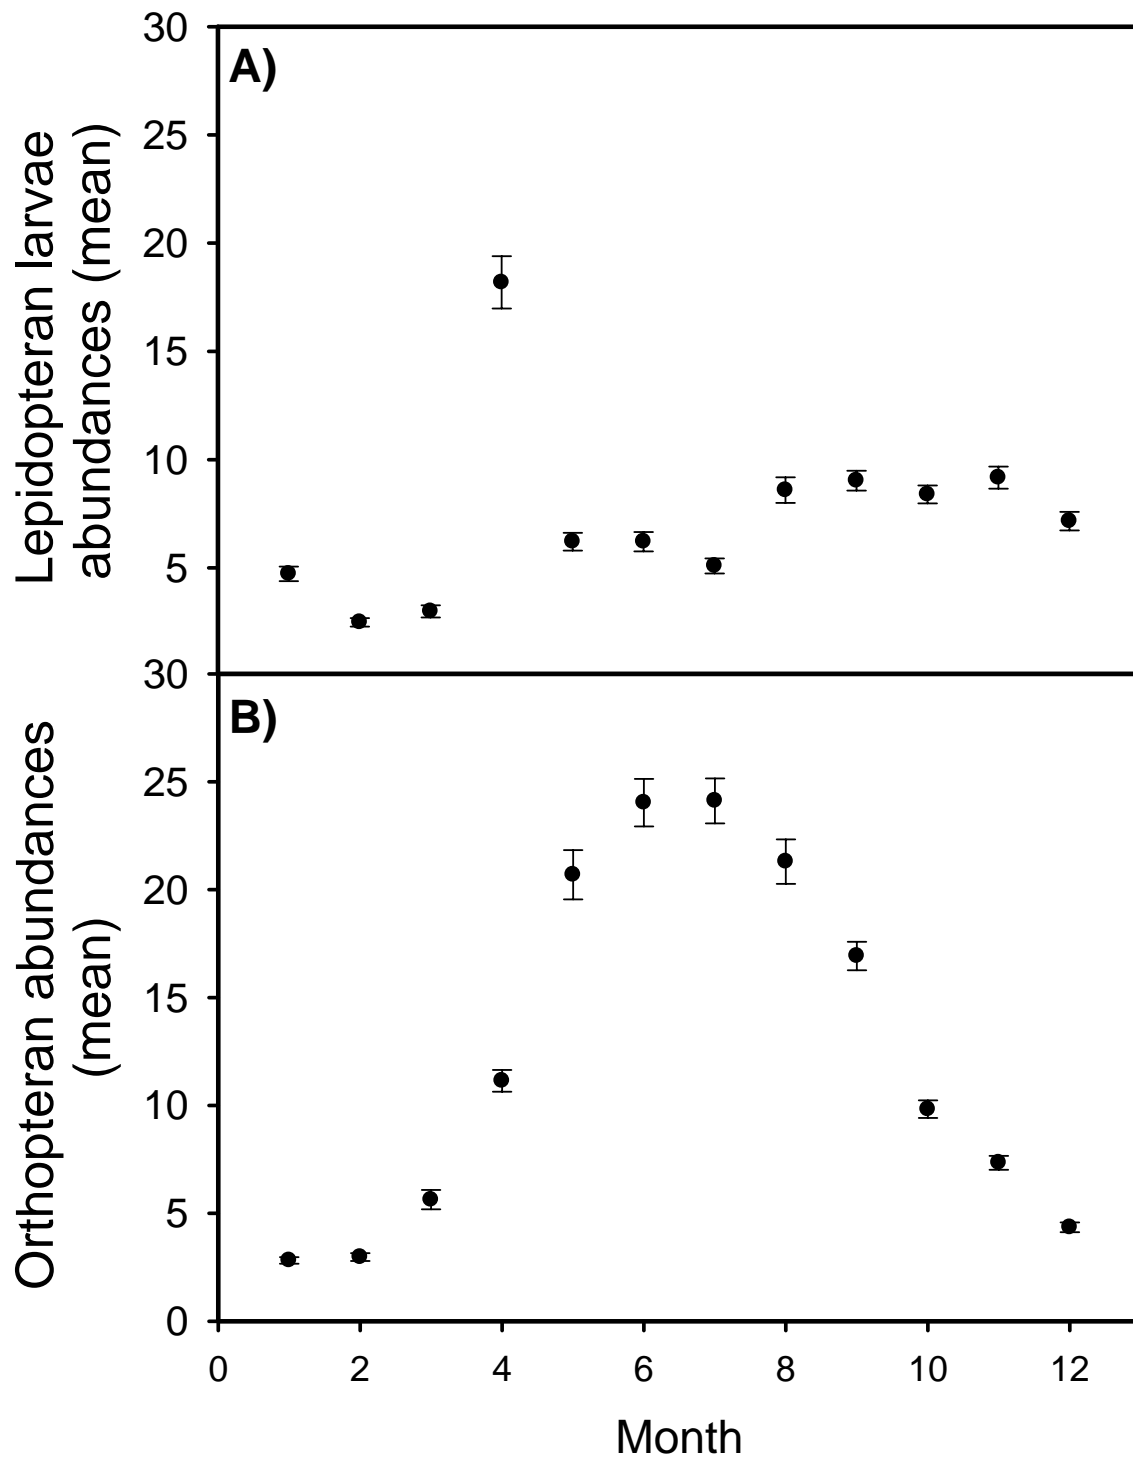 30
A)
25
20
15
10
5
Lepidopteran larvae
abundances (mean)
30
B)
25
20
15
10
5
0
Orthopteran abundances
(mean)
0 2 4 6 8 10 12
Month